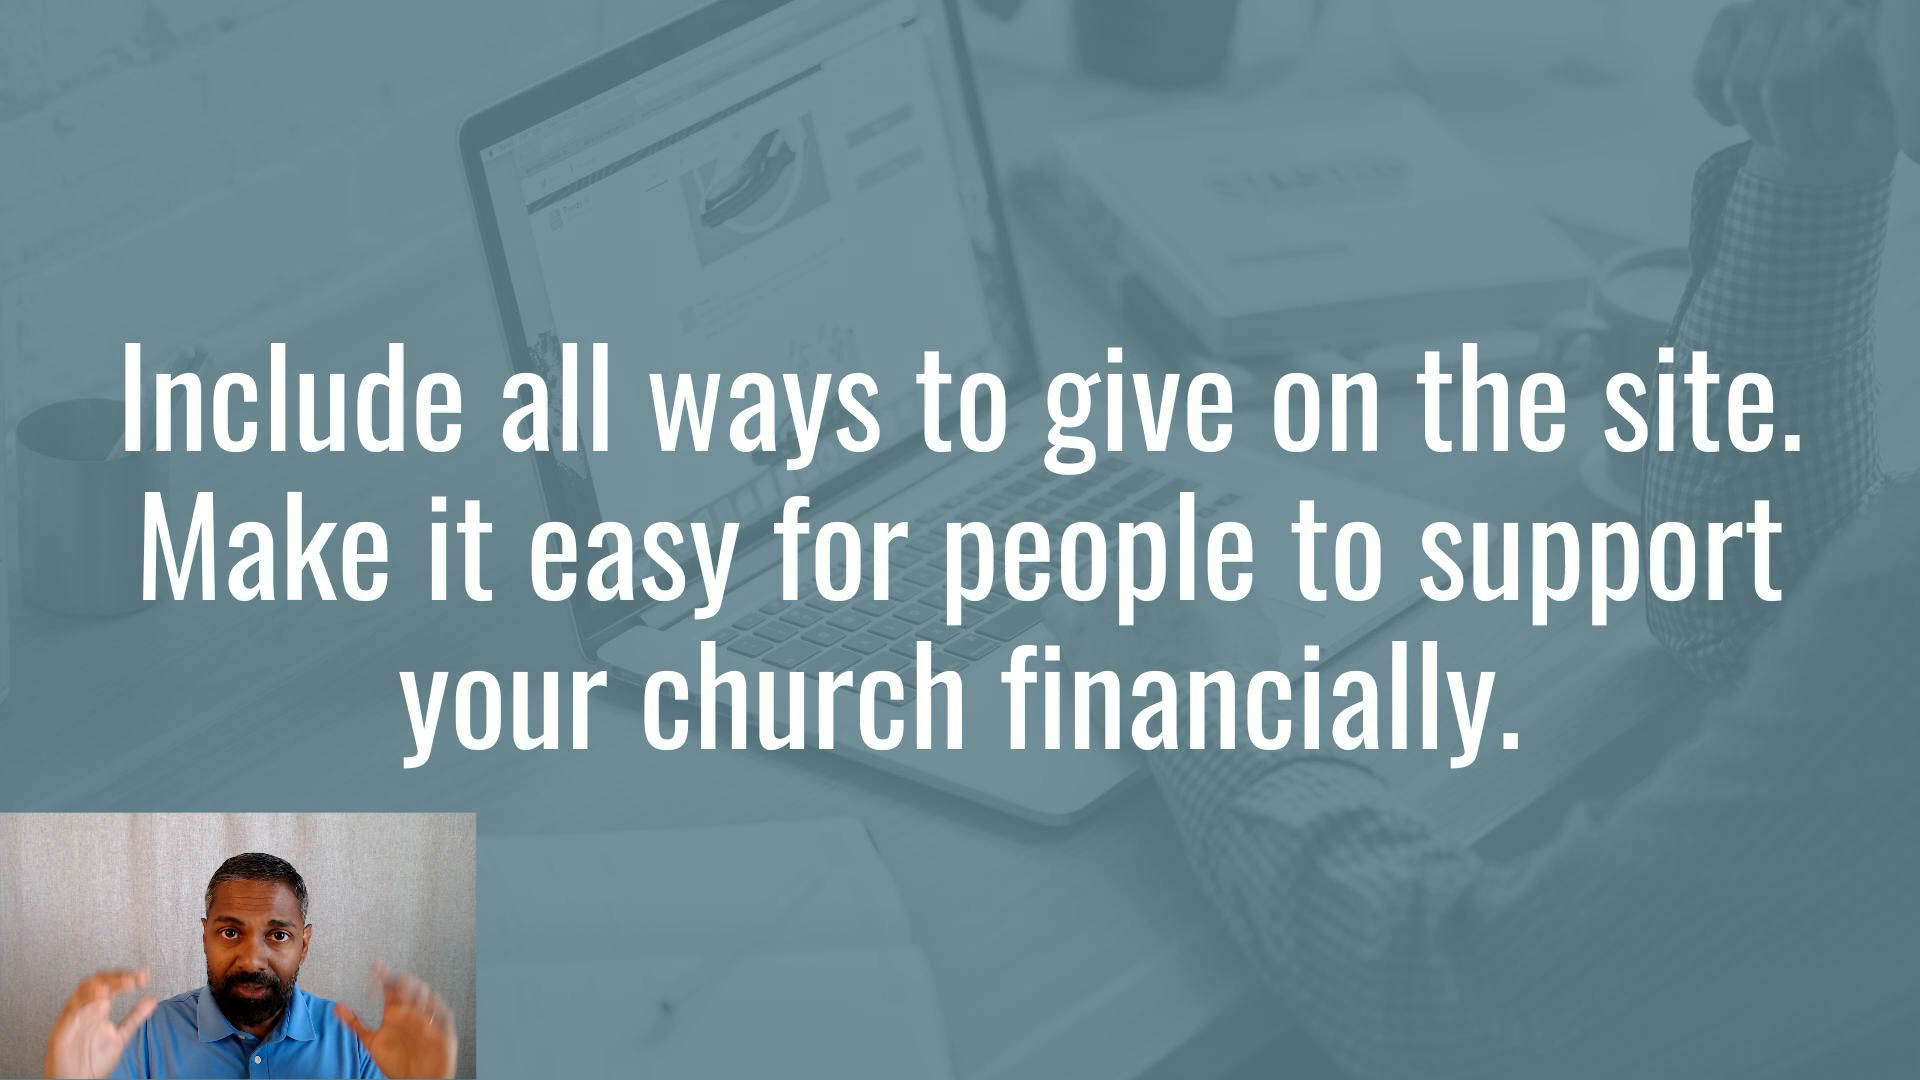 Include all ways to give on the site.
Make it easy for people to support
your church financially.